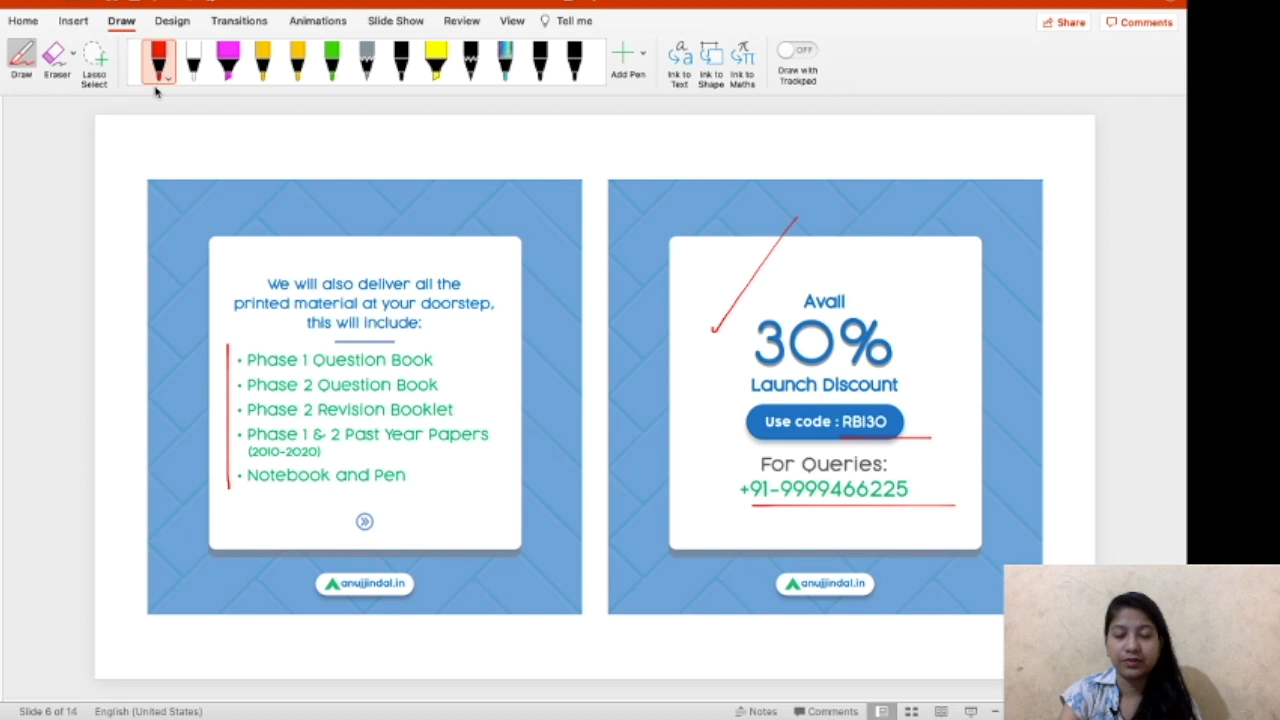 Home Insert Draw Design Transitions Animations Slide Show Review View Tell me Share Comments
Draw Eraser Lasso Select Add Pen Ink to Text Ink to Shape Ink to Maths OFF Draw with Trackpad
We will also deliver all the
printed material at your doorstep,
this will include:
• Phase 1 Question Book
• Phase 2 Question Book
• Phase 2 Revision Booklet
• Phase 1 & 2 Past Year Papers
(2010-2020)
• Notebook and Pen
anujjindal.in
Avail
30%
Launch Discount
Use code : RBI30
For Queries:
+91-9999466225
anujjindal.in
Slide 6 of 14 English (United States) Notes Comments